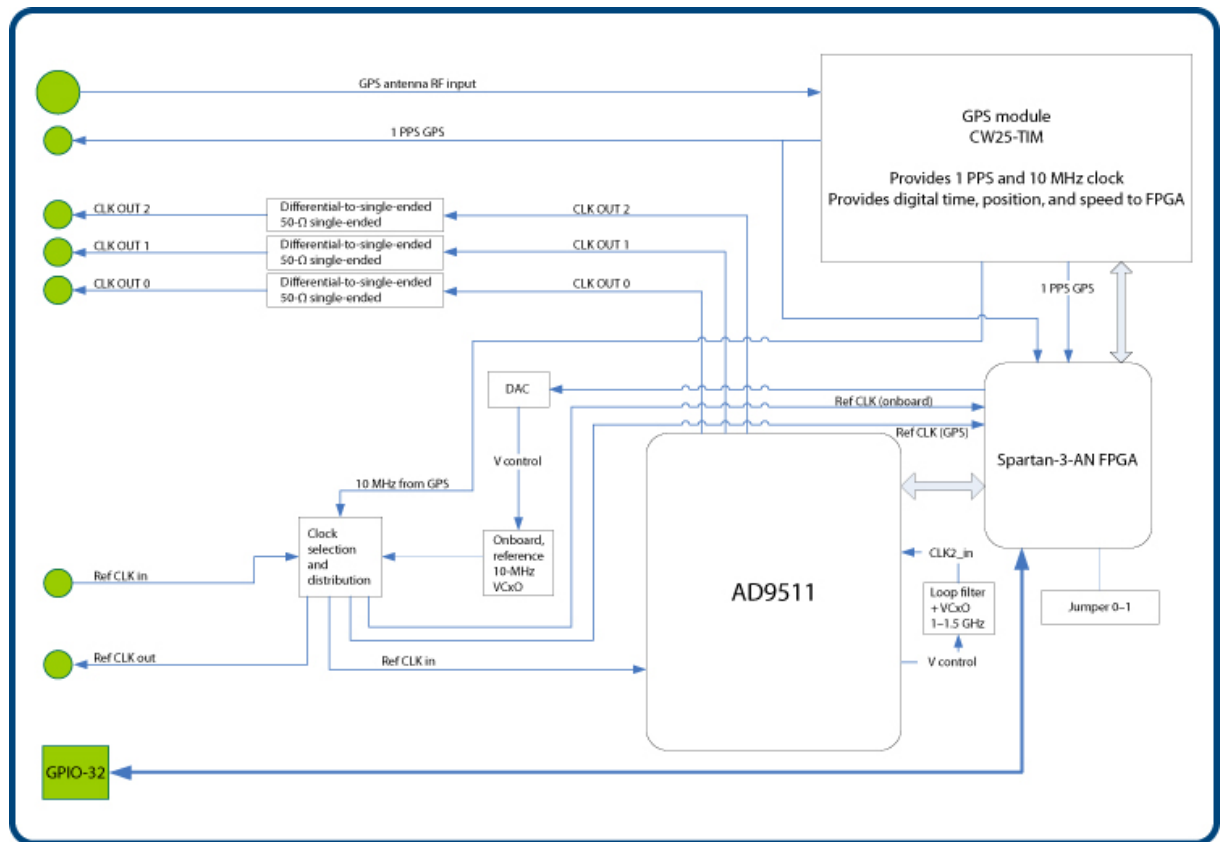 GPS antenna RF input
GPS module
CW25-TIM
Provides 1 PPS and 10 MHz clock
Provides digital time, position, and speed to FPGA
1 PPS GPS
CLK OUT 2
Differential-to-single-ended
50-Ω single-ended
CLK OUT 2
CLK OUT 1
Differential-to-single-ended
50-Ω single-ended
CLK OUT 1
CLK OUT 0
Differential-to-single-ended
50-Ω single-ended
CLK OUT 0
1 PPS GPS
DAC
Ref CLK (onboard)
Ref CLK (GPS)
Spartan-3-AN FPGA
V control
10 MHz from GPS
Clock
selection
and
distribution
Onboard,
reference
10-MHz
VCxO
Ref CLK in
AD9511
CLK2_in
Loop filter
+ VCxO
1–1.5 GHz
Jumper 0–1
Ref CLK out
Ref CLK in
V control
GPIO-32